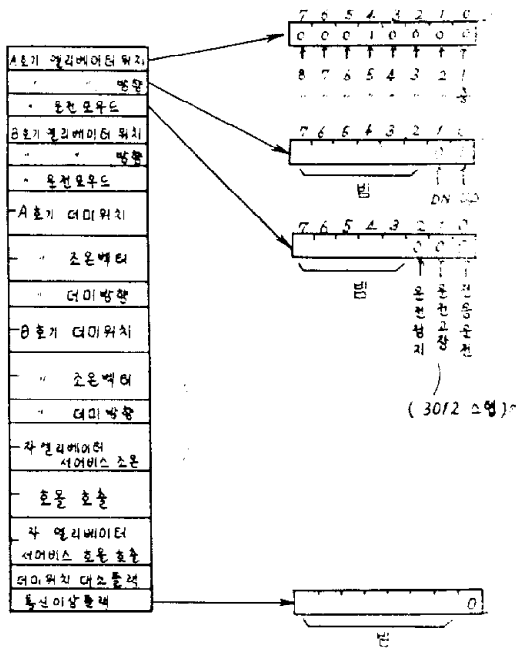 A호기 엘리베이터 위치
〃 〃 방향
〃 운전모우드
B호기 엘리베이터 위치
〃 〃 방향
〃 운전모우드
A호기 더미위치
〃 조온벡터
〃 더미방향
B호기 더미위치
〃 조온벡터
〃 더미방향
각 엘리베이터
서어비스 조온
호올 호출
각 엘리베이터
서어비스 호올 호출
더미위치 대소플랙
통신이상플랙
7 6 5 4 3 2 1 0
0 0 0 1 0 0 0 0
8 7 6 5 4 3 2 1
〃 〃 〃 〃 〃 〃 〃 층
7 6 5 4 3 2 1 0
0
빔
DN
7 6 5 4 3 2 1 0
0 0 0
빔
운전정지
운전고장
전용운전
( 3012 스텝)
0
빔